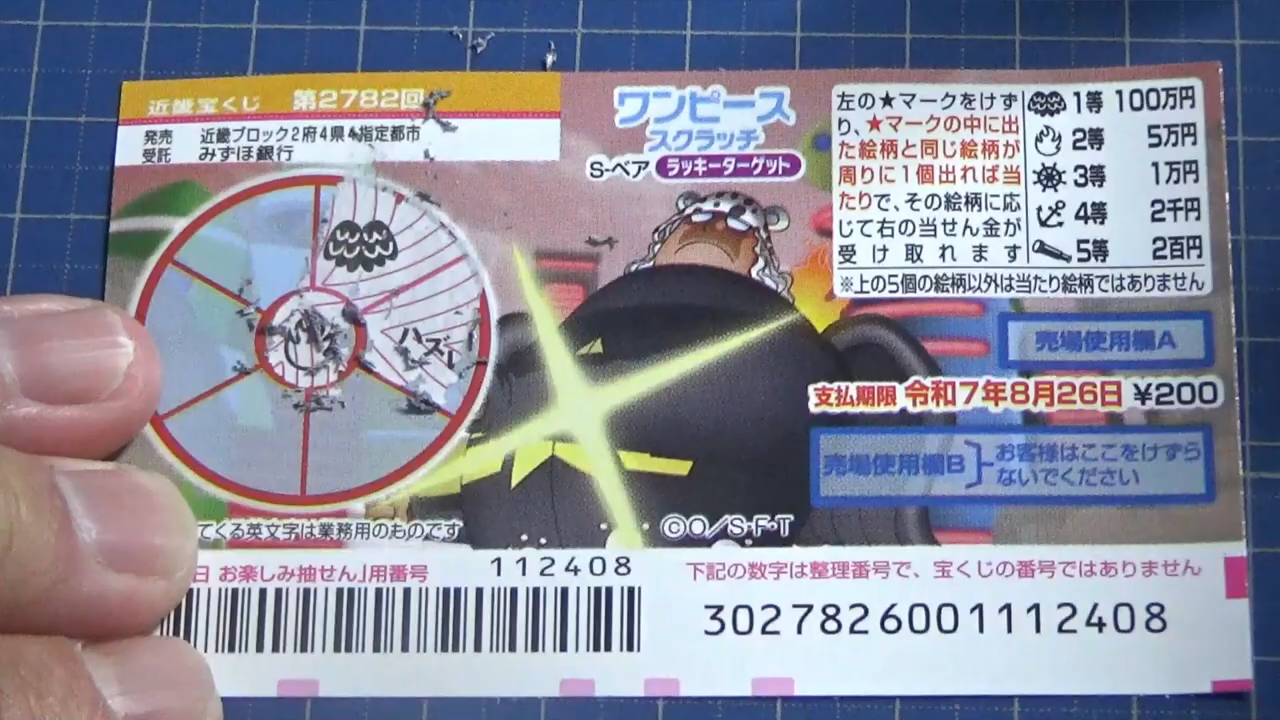 近畿宝くじ 第2782回
発売 近畿ブロック2府4県4指定都市
受託 みずほ銀行
ワンピース
スクラッチ
S-ベア ラッキーターゲット
左の★マークをけず
り、★マークの中に出
た絵柄と同じ絵柄が
周りに1個出れば当
たりで、その絵柄に応
じて右の当せん金が
受け取れます
1等 100万円
2等 5万円
3等 1万円
4等 2千円
5等 2百円
※上の5個の絵柄以外は当たり絵柄ではありません
ハズレ
売場使用欄A
支払期限 令和7年8月26日 ¥200
売場使用欄B
お客様はここをけずら
ないでください
てくる英文字は業務用のものです
©O/S・F・T
日 お楽しみ抽せん」用番号 112408
下記の数字は整理番号で、宝くじの番号ではありません
3027826001112408